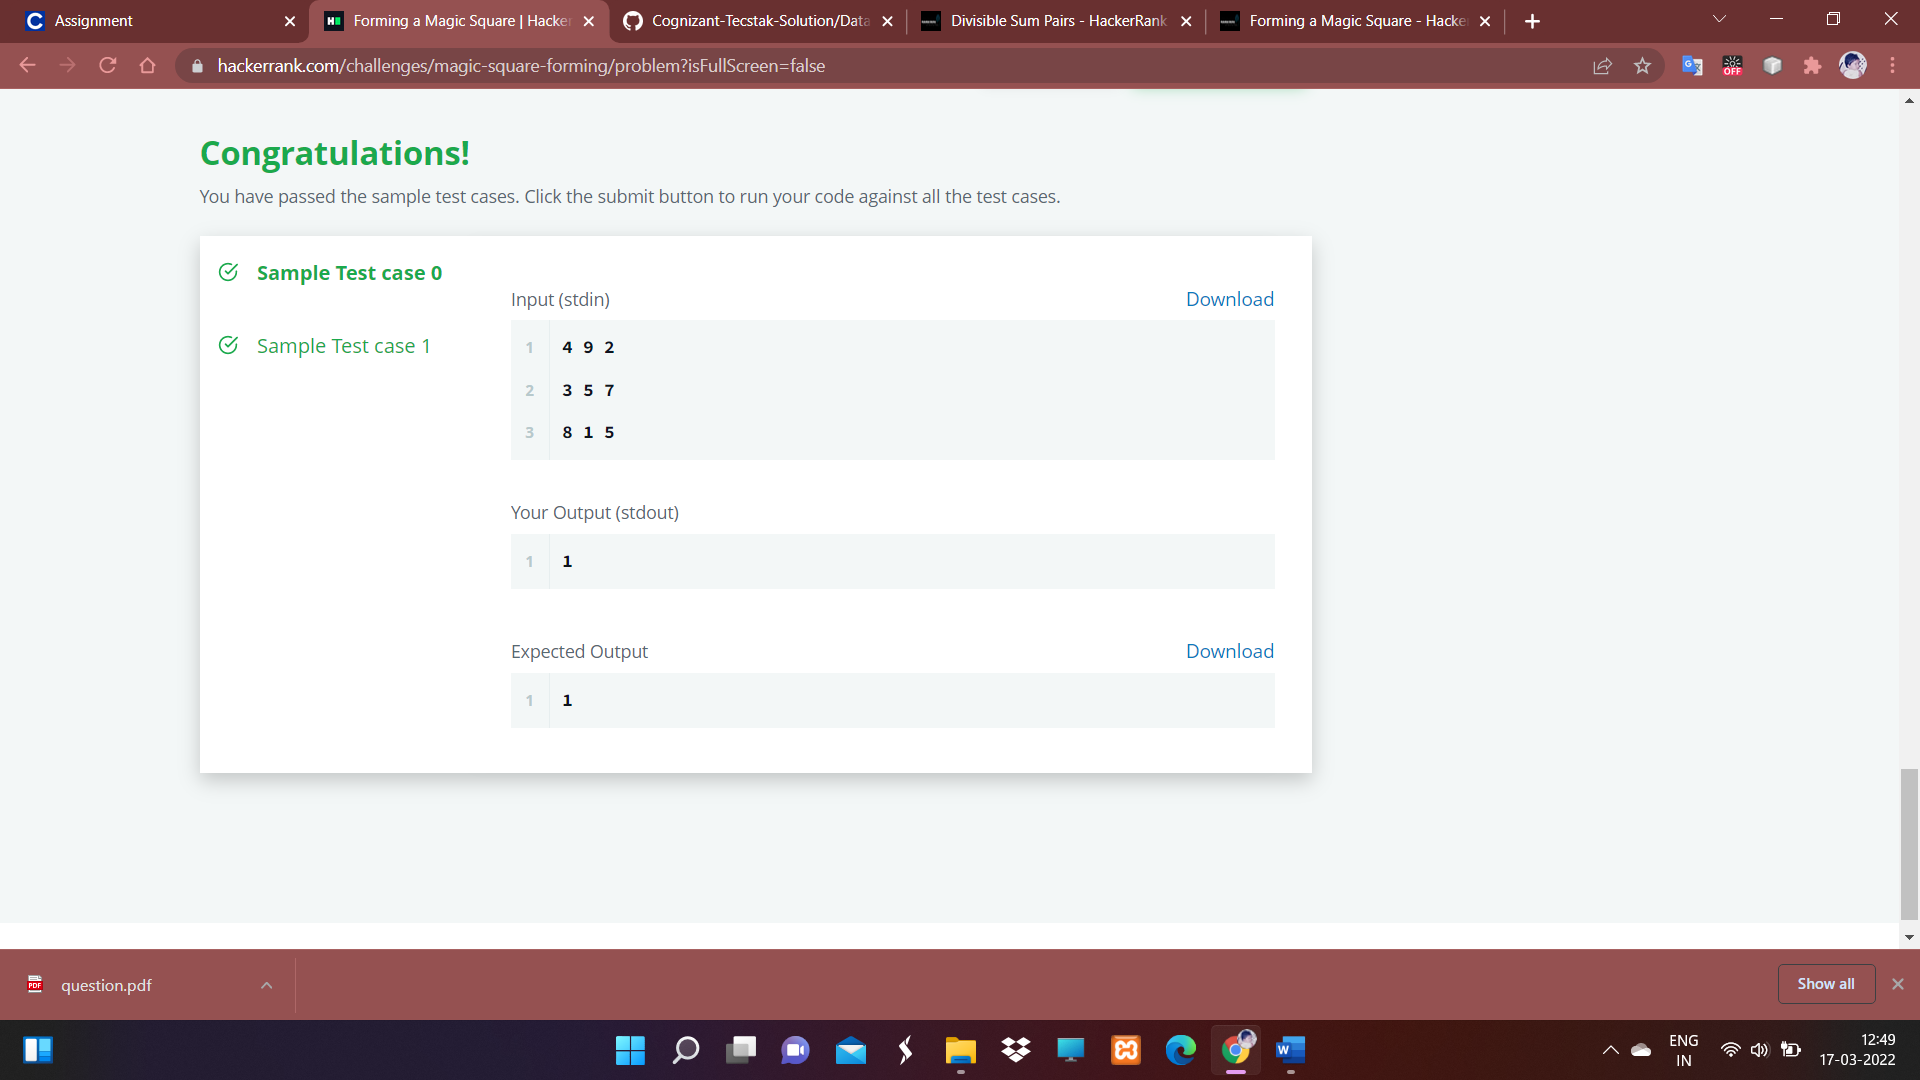 Assignment
Forming a Magic Square | Hacker
Cognizant-Tecstak-Solution/Data
Divisible Sum Pairs - HackerRank
Forming a Magic Square - Hacke
hackerrank.com/challenges/magic-square-forming/problem?isFullScreen=false
OFF
Congratulations!
You have passed the sample test cases. Click the submit button to run your code against all the test cases.
Sample Test case 0
Sample Test case 1
Input (stdin)
Download
1 4 9 2
2 3 5 7
3 8 1 5
Your Output (stdout)
1 1
Expected Output
Download
1 1
PDF
question.pdf
Show all
ENG
IN
12:49
17-03-2022